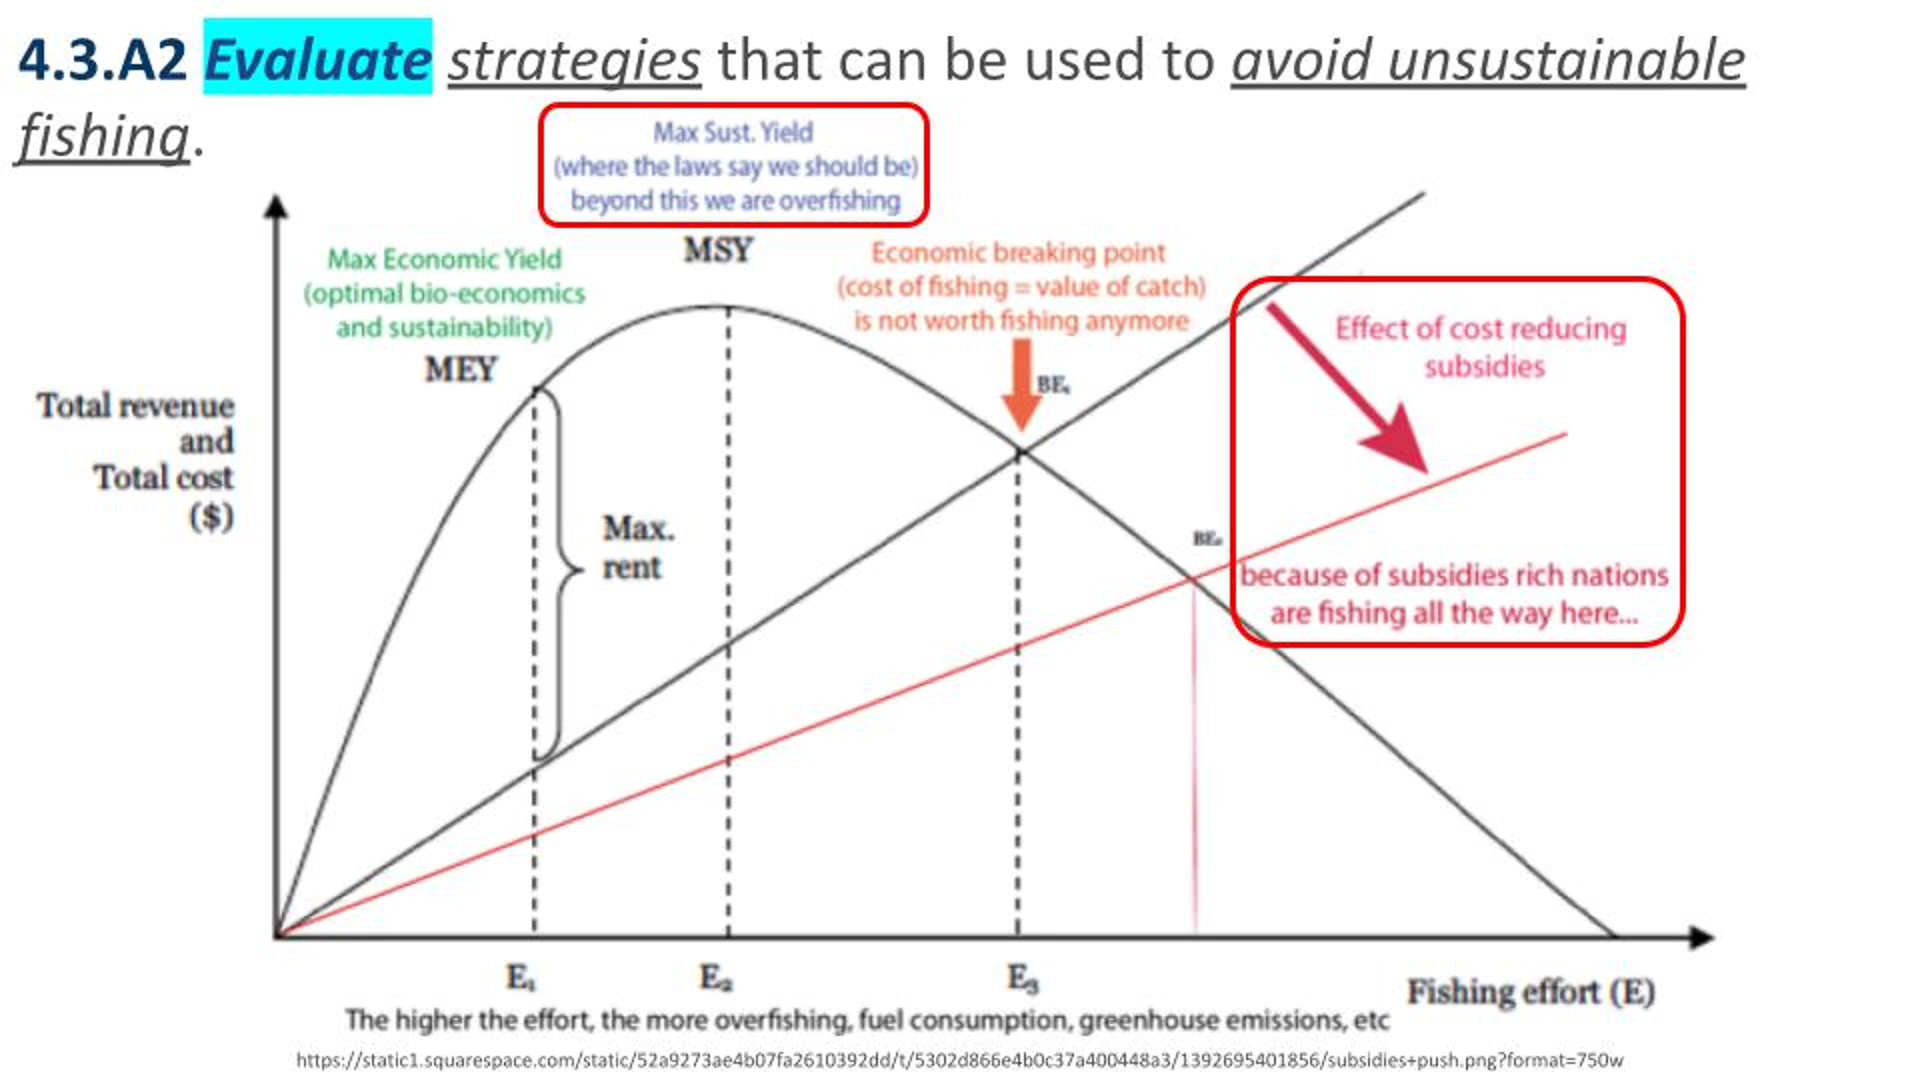 4.3.A2 Evaluate strategies that can be used to avoid unsustainable
fishing.
Max Sust. Yield
(where the laws say we should be)
beyond this we are overfishing
MSY
Max Economic Yield
(optimal bio-economics
and sustainability)
MEY
Economic breaking point
(cost of fishing = value of catch)
is not worth fishing anymore
BE₁
Effect of cost reducing
subsidies
Total revenue
and
Total cost
($)
Max.
rent
BE₂
because of subsidies rich nations
are fishing all the way here...
E₁
E₂
E₃
Fishing effort (E)
The higher the effort, the more overfishing, fuel consumption, greenhouse emissions, etc
https://static1.squarespace.com/static/52a9273ae4b07fa2610392dd/t/5302d866e4b0c37a400448a3/1392695401856/subsidies+push.png?format=750w